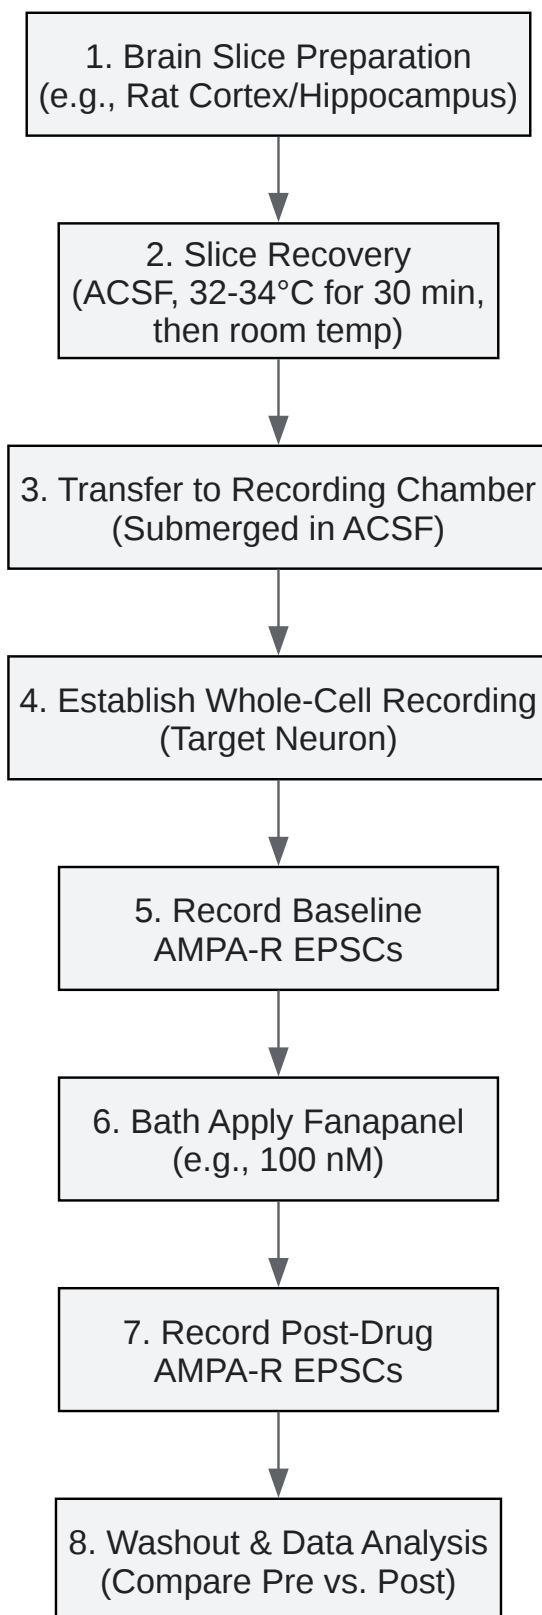 1. Brain Slice Preparation
(e.g., Rat Cortex/Hippocampus)
2. Slice Recovery
(ACSF, 32-34°C for 30 min,
then room temp)
3. Transfer to Recording Chamber
(Submerged in ACSF)
4. Establish Whole-Cell Recording
(Target Neuron)
5. Record Baseline
AMPA-R EPSCs
6. Bath Apply Fanapanel
(e.g., 100 nM)
7. Record Post-Drug
AMPA-R EPSCs
8. Washout & Data Analysis
(Compare Pre vs. Post)